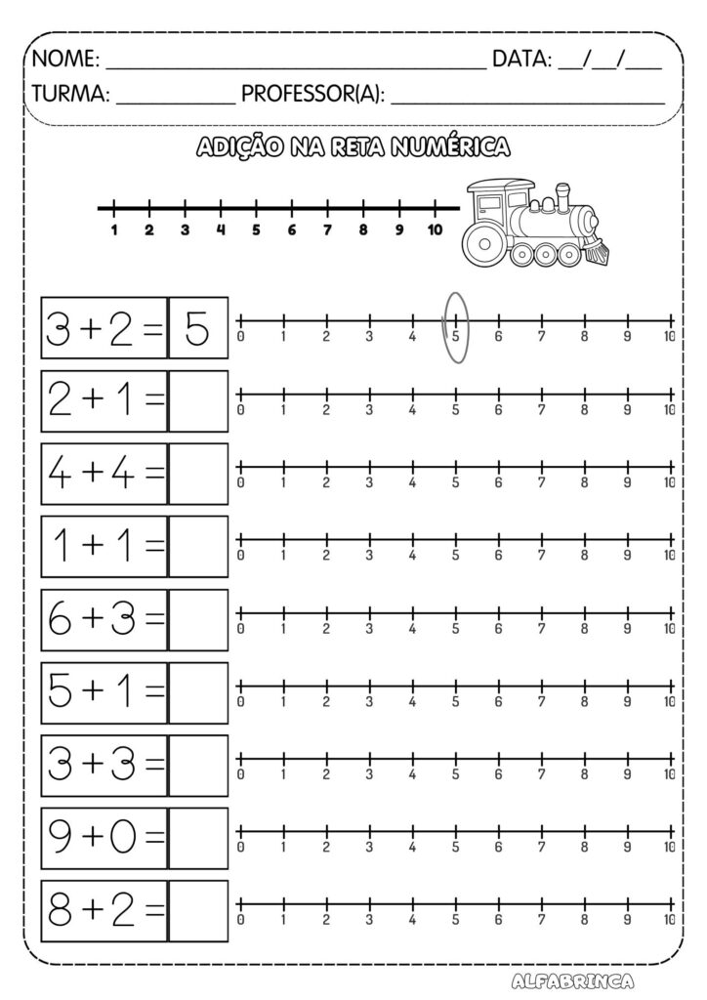 NOME: ______________________________ DATA: __/__/___
TURMA: __________ PROFESSOR(A): ______________________
ADIÇÃO NA RETA NUMÉRICA
1 2 3 4 5 6 7 8 9 10
3+2= 5 0 1 2 3 4 5 6 7 8 9 10
2+1= 0 1 2 3 4 5 6 7 8 9 10
4+4= 0 1 2 3 4 5 6 7 8 9 10
1+1= 0 1 2 3 4 5 6 7 8 9 10
6+3= 0 1 2 3 4 5 6 7 8 9 10
5+1= 0 1 2 3 4 5 6 7 8 9 10
3+3= 0 1 2 3 4 5 6 7 8 9 10
9+0= 0 1 2 3 4 5 6 7 8 9 10
8+2= 0 1 2 3 4 5 6 7 8 9 10
ALFABRINCA